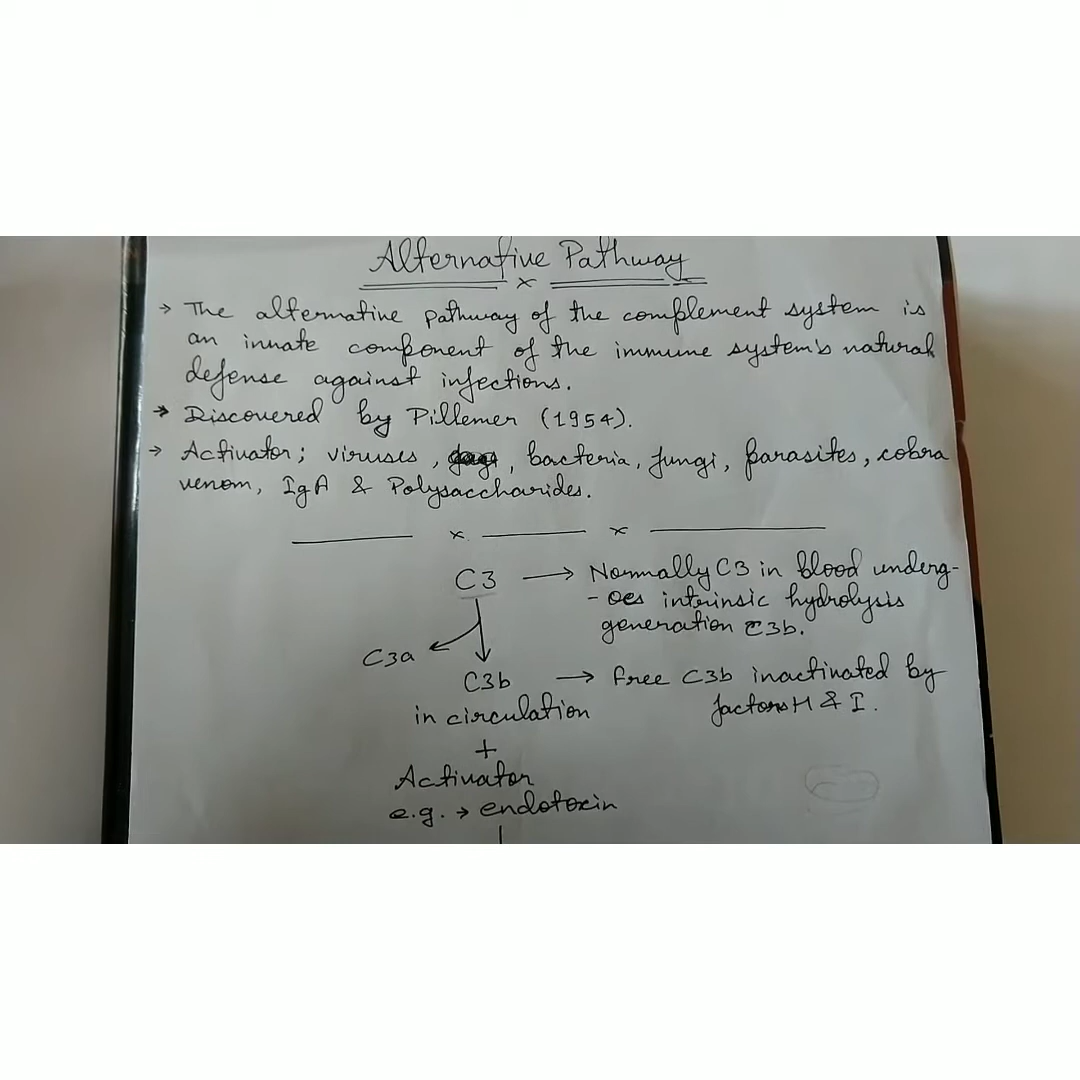 Alternative Pathway
→ The alternative pathway of the complement system is
an innate component of the immune system's natural
defense against infections.
→ Discovered by Pillemer (1954).
→ Activator; viruses, , bacteria, fungi, parasites, cobra
venom, IgA & Polysaccharides.
C3 → Normally C3 in blood underg-
- oes intrinsic hydrolysis
generation C3b.
C3a
C3b → free C3b inactivated by
in circulation factors H & I.
+
Activator
e.g. → endotoxin